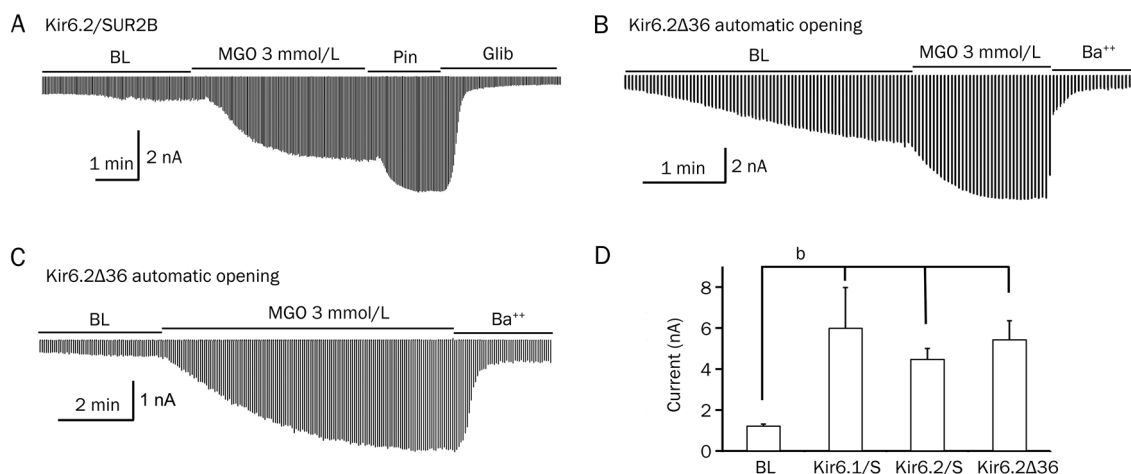 A
Kir6.2/SUR2B
BL
MGO 3 mmol/L
Pin
Glib
1 min
2 nA
B
Kir6.2Δ36 automatic opening
BL
MGO 3 mmol/L
Ba++
1 min
2 nA
C
Kir6.2Δ36 automatic opening
BL
MGO 3 mmol/L
Ba++
2 min
1 nA
D
b
Current (nA)
8
6
4
2
0
BL
Kir6.1/S
Kir6.2/S
Kir6.2Δ36